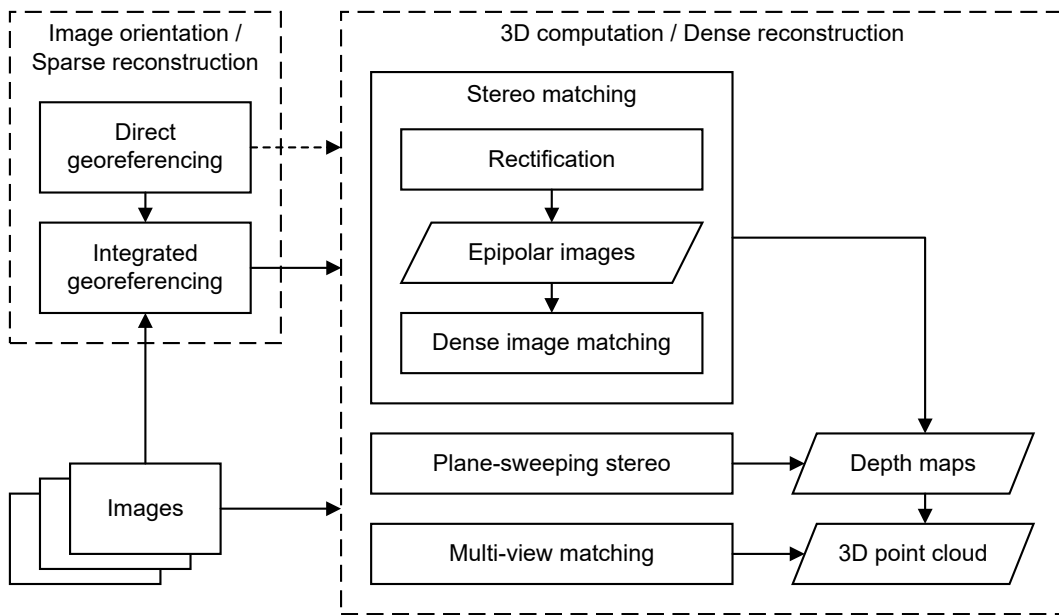 Image orientation /
Sparse reconstruction
Direct
georeferencing
Integrated
georeferencing
Images
3D computation / Dense reconstruction
Stereo matching
Rectification
Epipolar images
Dense image matching
Plane-sweeping stereo
Depth maps
Multi-view matching
3D point cloud